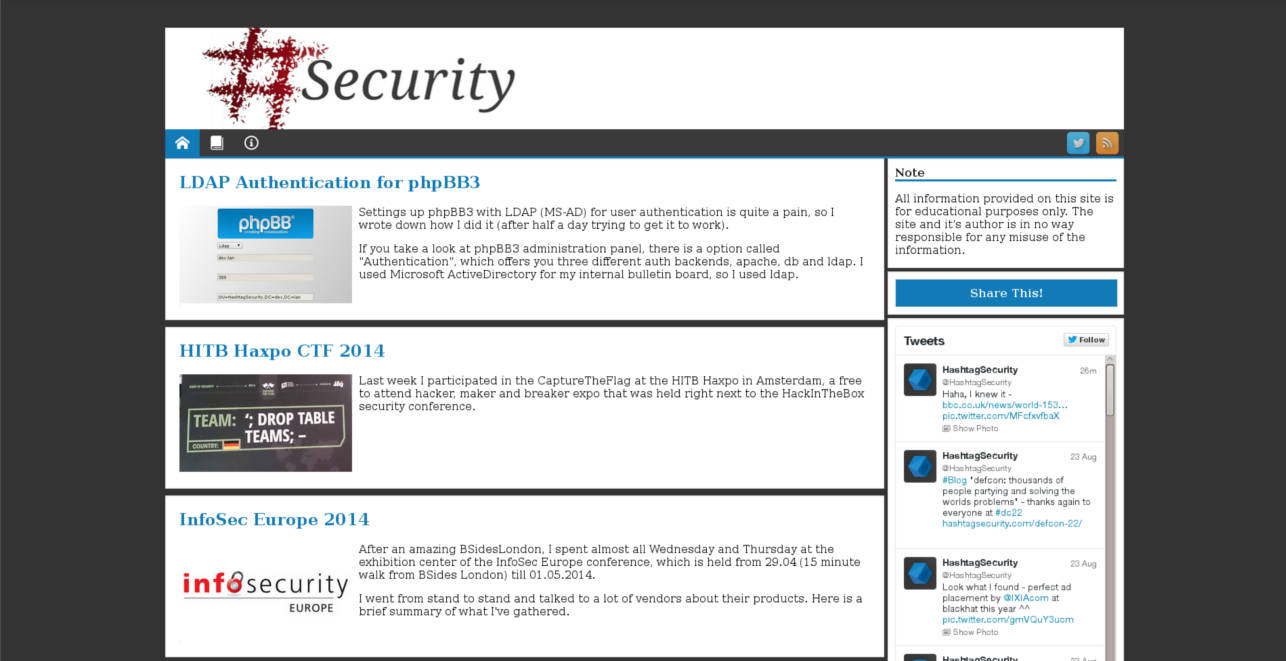 #Security
LDAP Authentication for phpBB3
phpBB
Ldap
dev.lan
389
OU=HashtagSecurity,DC=dev,DC=lan
Settings up phpBB3 with LDAP (MS-AD) for user authentication is quite a pain, so I
wrote down how I did it (after half a day trying to get it to work).
If you take a look at phpBB3 administration panel, there is a option called
"Authentication", which offers you three different auth backends, apache, db and ldap. I
used Microsoft ActiveDirectory for my internal bulletin board, so I used ldap.
HITB Haxpo CTF 2014
TEAM: '; DROP TABLE
TEAMS; –
COUNTRY:
Last week I participated in the CaptureTheFlag at the HITB Haxpo in Amsterdam, a free
to attend hacker, maker and breaker expo that was held right next to the HackInTheBox
security conference.
InfoSec Europe 2014
infosecurity
EUROPE
After an amazing BSidesLondon, I spent almost all Wednesday and Thursday at the
exhibition center of the InfoSec Europe conference, which is held from 29.04 (15 minute
walk from BSides London) till 01.05.2014.
I went from stand to stand and talked to a lot of vendors about their products. Here is a
brief summary of what I've gathered.
Note
All information provided on this site is
for educational purposes only. The
site and it's author is in no way
responsible for any misuse of the
information.
Share This!
Tweets
Follow
HashtagSecurity 26m
@HashtagSecurity
Haha, I knew it -
bbc.co.uk/news/world-153...
pic.twitter.com/MFcfxvfbaX
Show Photo
HashtagSecurity 23 Aug
@HashtagSecurity
#Blog "defcon: thousands of
people partying and solving the
worlds problems" - thanks again to
everyone at #dc22
hashtagsecurity.com/defcon-22/
HashtagSecurity 23 Aug
@HashtagSecurity
Look what I found - perfect ad
placement by @IXIAcom at
blackhat this year ^^
pic.twitter.com/gmVQuY3ucm
Show Photo
HashtagSecurity 23 Aug